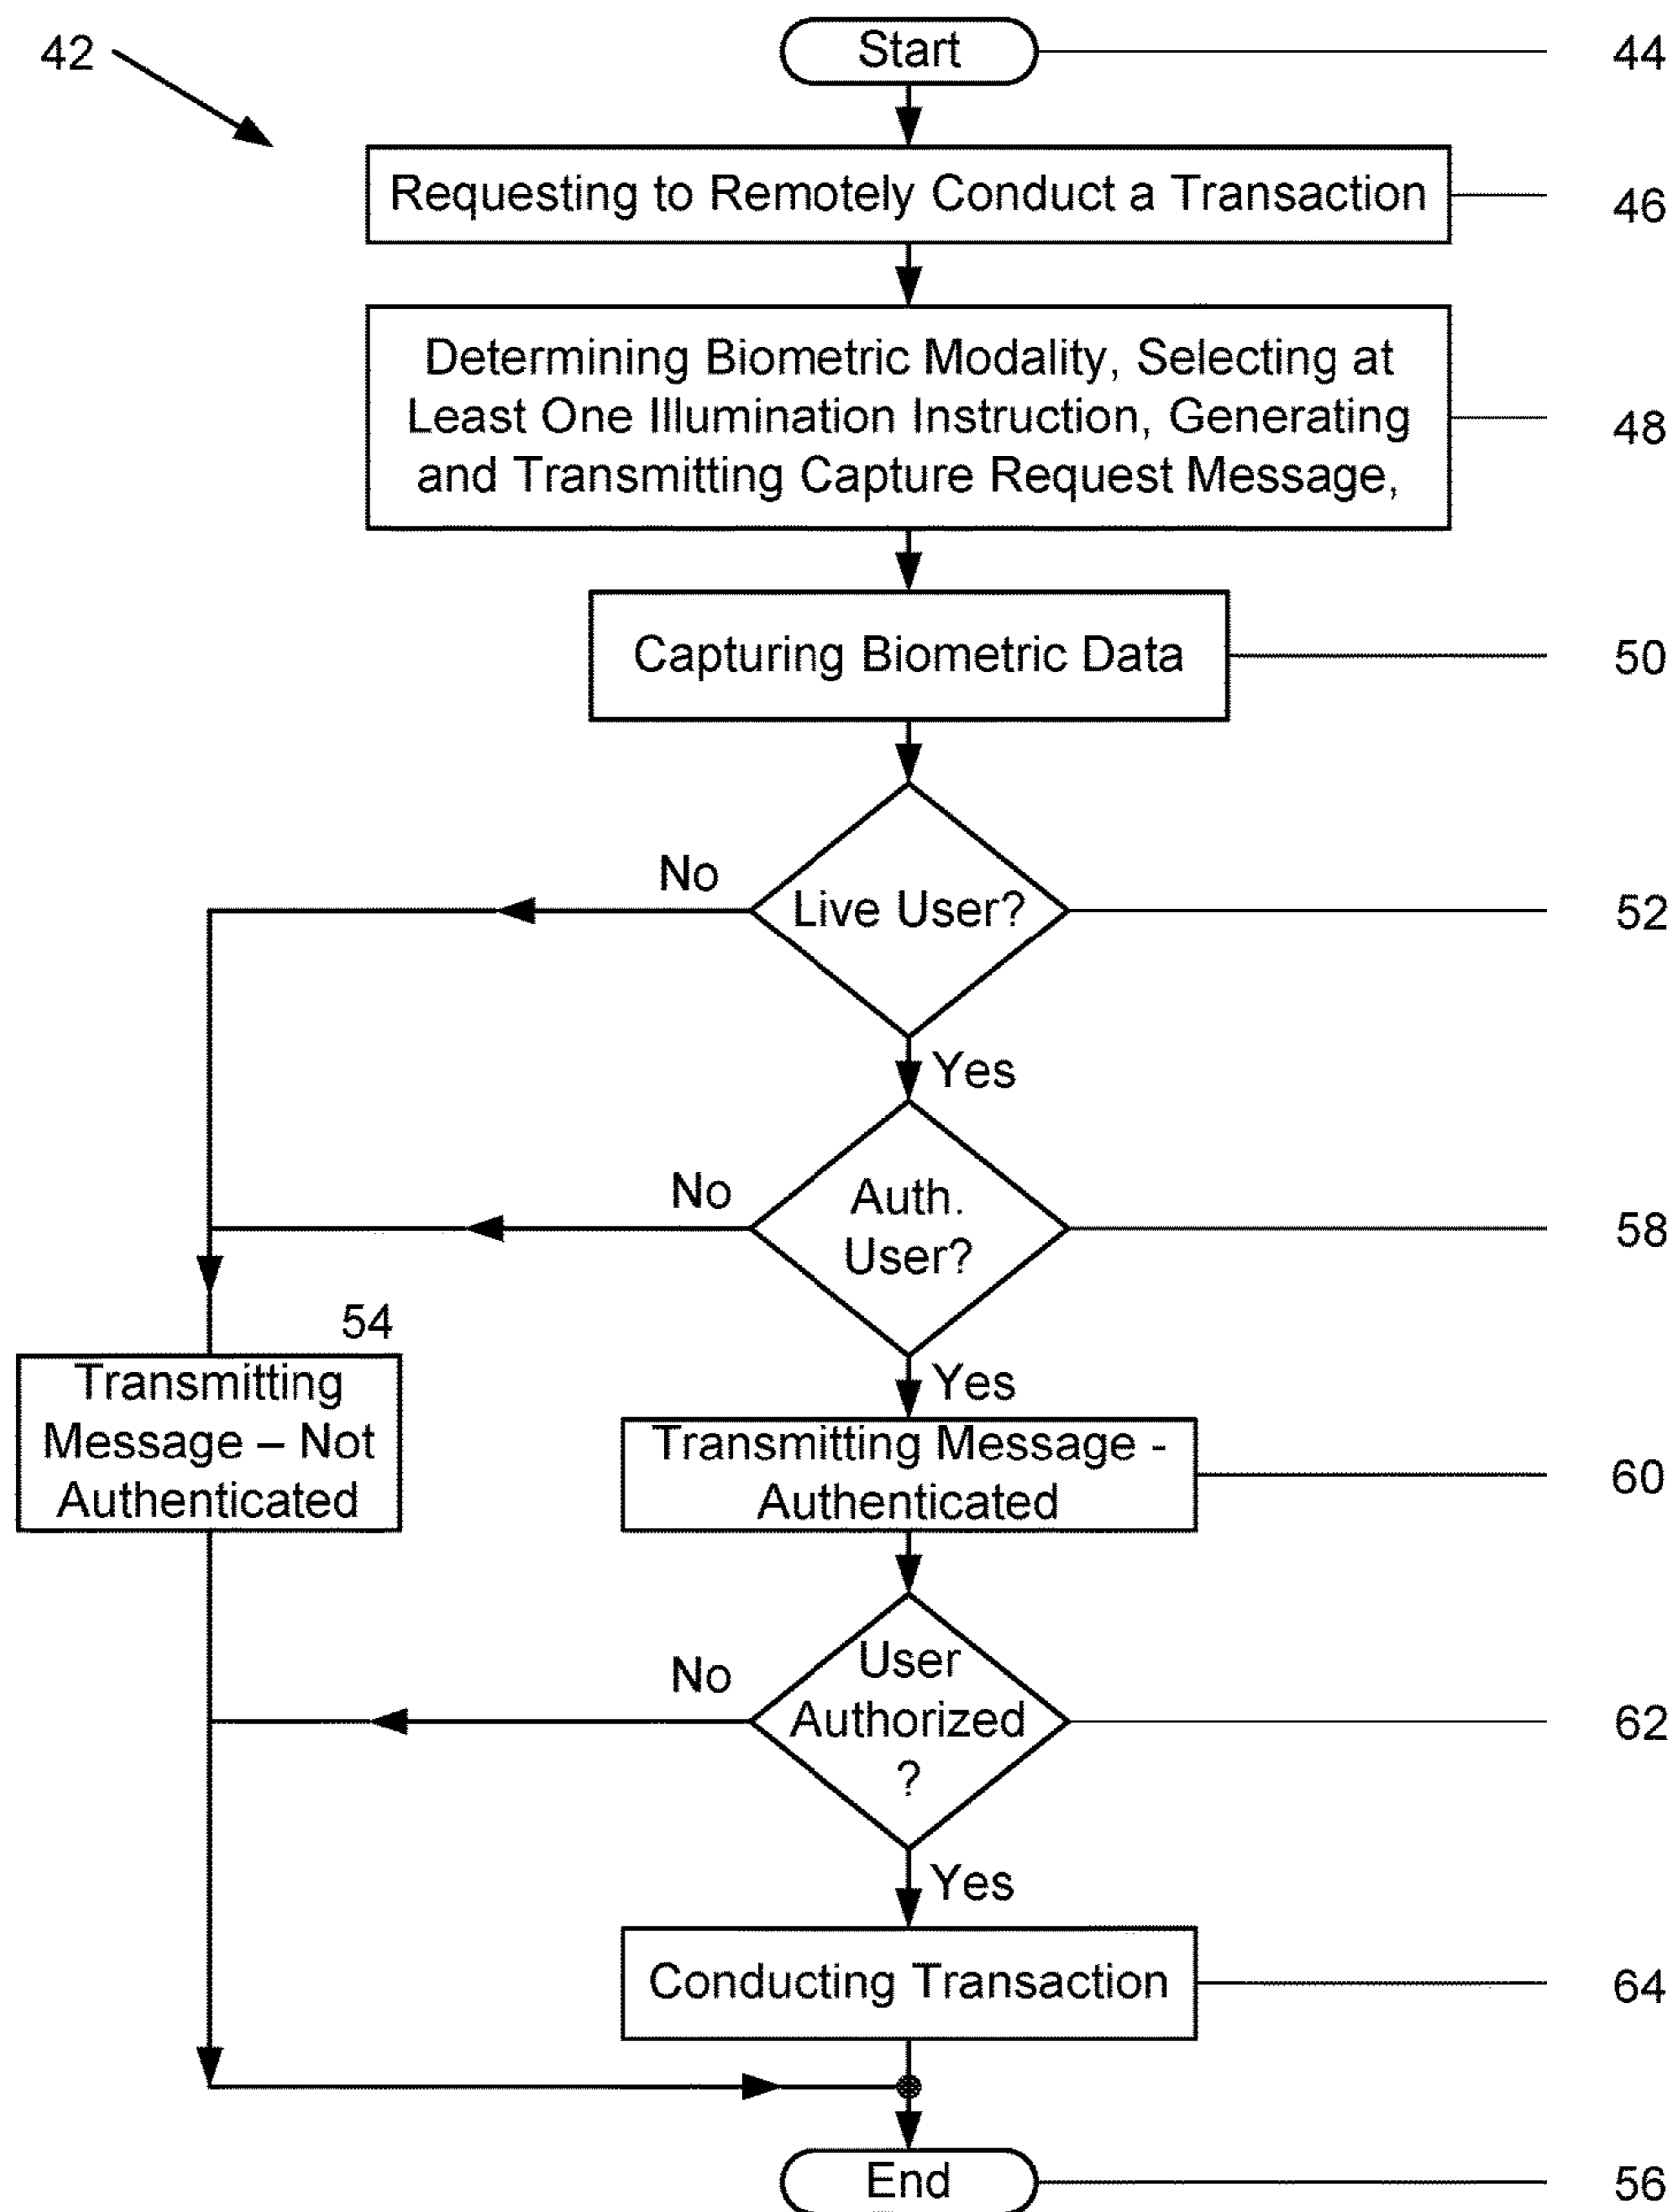 42
Start
44
Requesting to Remotely Conduct a Transaction
46
Determining Biometric Modality, Selecting at
Least One Illumination Instruction, Generating
and Transmitting Capture Request Message,
48
Capturing Biometric Data
50
No
Live User?
52
Yes
No
Auth.
User?
58
54
Transmitting
Message – Not
Authenticated
Yes
Transmitting Message -
Authenticated
60
No
User
Authorized
?
62
Yes
Conducting Transaction
64
End
56